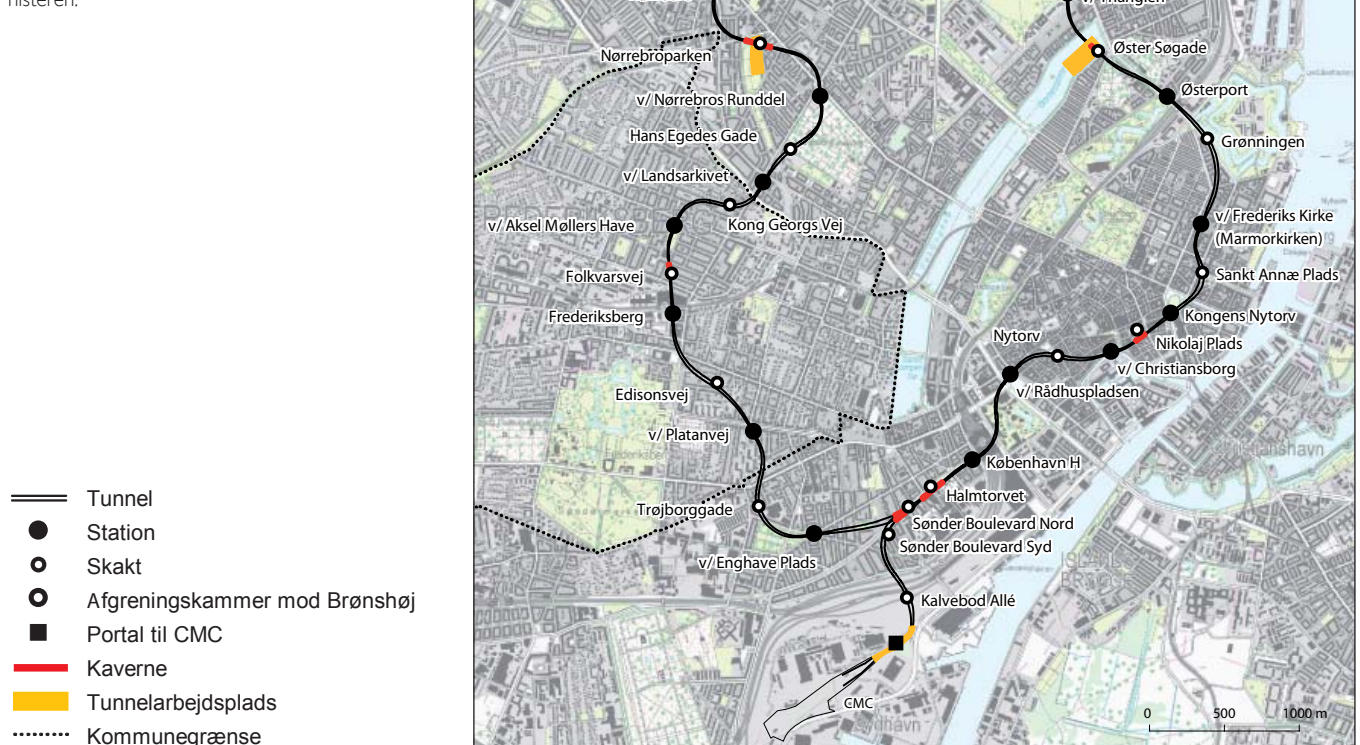 nisteren.
v/ Trianglen
Nørrebroparken
Øster Søgade
v/ Nørrebros Runddel
Østerport
Hans Egedes Gade
Grønningen
v/ Landsarkivet
v/ Aksel Møllers Have
Kong Georgs Vej
v/ Frederiks Kirke
(Marmorkirken)
Folkvarsvej
Sankt Annæ Plads
Frederiksberg
Kongens Nytorv
Nytorv
Nikolaj Plads
v/ Christiansborg
Edisonsvej
v/ Rådhuspladsen
v/ Platanvej
København H
Halmtorvet
Trøjborggade
Sønder Boulevard Nord
Sønder Boulevard Syd
v/ Enghave Plads
Kalvebod Allé
CMC
0 500 1000 m
Tunnel
Station
Skakt
Afgreningskammer mod Brønshøj
Portal til CMC
Kaverne
Tunnelarbejdsplads
Kommunegrænse